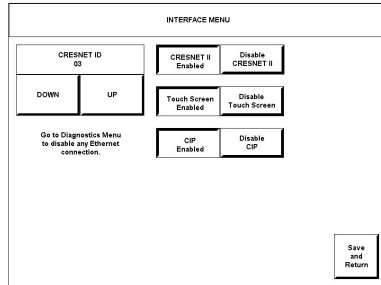 INTERFACE MENU
CRESNET ID
03
DOWN
UP
Go to Diagnostics Menu
to disable any Ethernet
connection.
CRESNET II
Enabled
Disable
CRESNET II
Touch Screen
Enabled
Disable
Touch Screen
CIP
Enabled
Disable
CIP
Save
and
Return